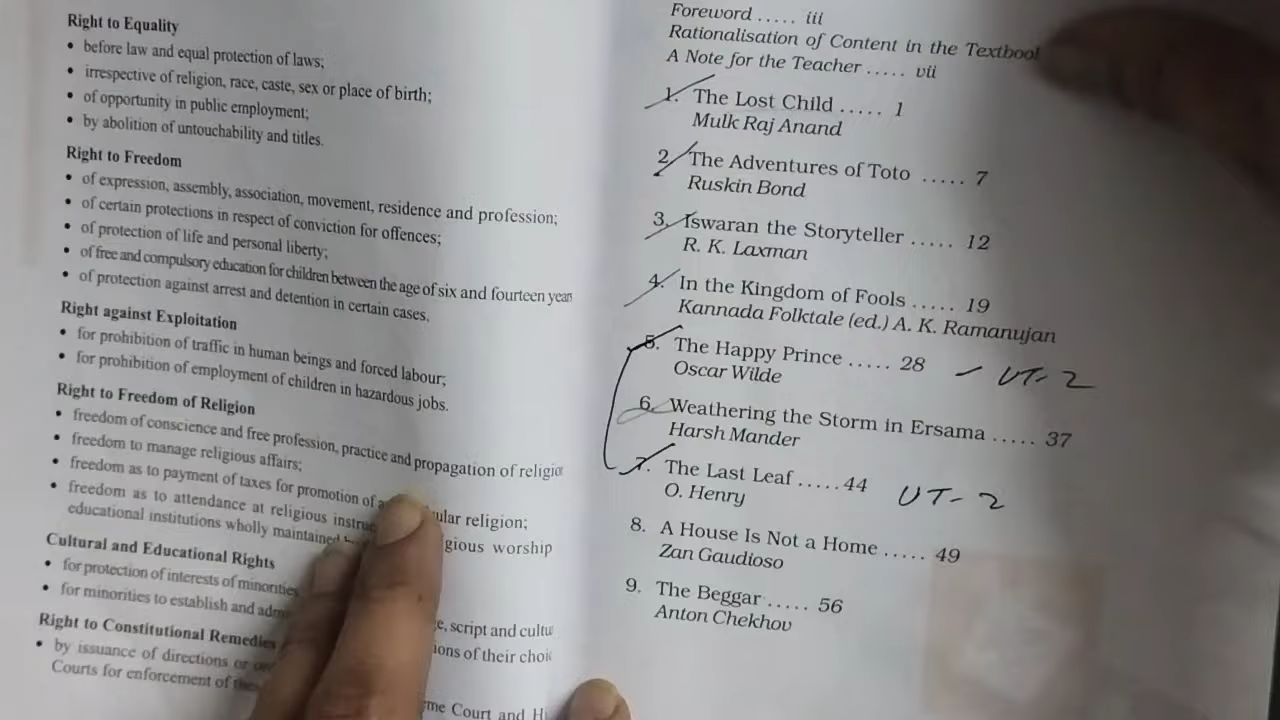 Right to Equality
• before law and equal protection of laws;
• irrespective of religion, race, caste, sex or place of birth;
• of opportunity in public employment;
• by abolition of untouchability and titles.
Right to Freedom
• of expression, assembly, association, movement, residence and profession;
• of certain protections in respect of conviction for offences;
• of protection of life and personal liberty;
• of free and compulsory education for children between the age of six and fourteen years
• of protection against arrest and detention in certain cases.
Right against Exploitation
• for prohibition of traffic in human beings and forced labour;
• for prohibition of employment of children in hazardous jobs.
Right to Freedom of Religion
• freedom of conscience and free profession, practice and propagation of
• freedom to manage religious affairs;
• freedom as to payment of taxes for promotion of religion;
• freedom as to attendance at religious
educational institutions wholly maintained worship
Cultural and Educational Rights
• for protection of interests of minorities
• for minorities to establish and
script and
of their
Right to Constitutional Remedies
• by issuance of directions or
Courts for enforcement of
Court and
Foreword ..... iii
Rationalisation of Content in the
A Note for the Teacher ..... vii
1. The Lost Child ..... 1
Mulk Raj Anand
2. The Adventures of Toto ..... 7
Ruskin Bond
3. Iswaran the Storyteller ..... 12
R. K. Laxman
4. In the Kingdom of Fools ..... 19
Kannada Folktale (ed.) A. K. Ramanujan
5. The Happy Prince ..... 28 – UT-2
Oscar Wilde
6. Weathering the Storm in Ersama ..... 37
Harsh Mander
7. The Last Leaf ..... 44 UT-2
O. Henry
8. A House Is Not a Home ..... 49
Zan Gaudioso
9. The Beggar ..... 56
Anton Chekhov